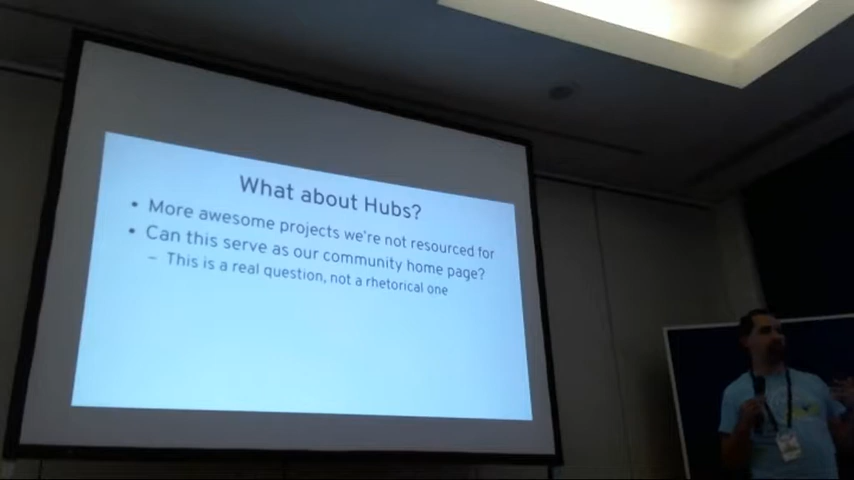 What about Hubs?
• More awesome projects we're not resourced for
• Can this serve as our community home page?
– This is a real question, not a rhetorical one